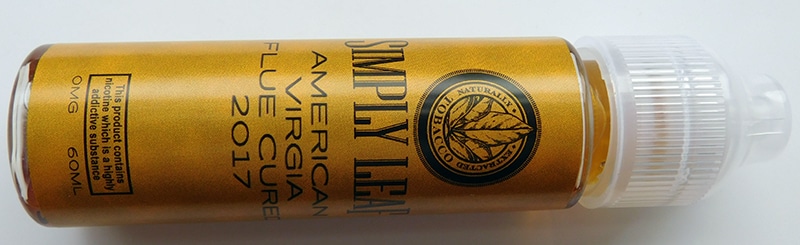 NATURALLY • EXTRACTED
TOBACCO
SIMPLY LEAF
AMERICAN
VIRGIA
FLUE CURED
2017
This product contains
nicotine which is a highly
addictive substance
0MG 60ML